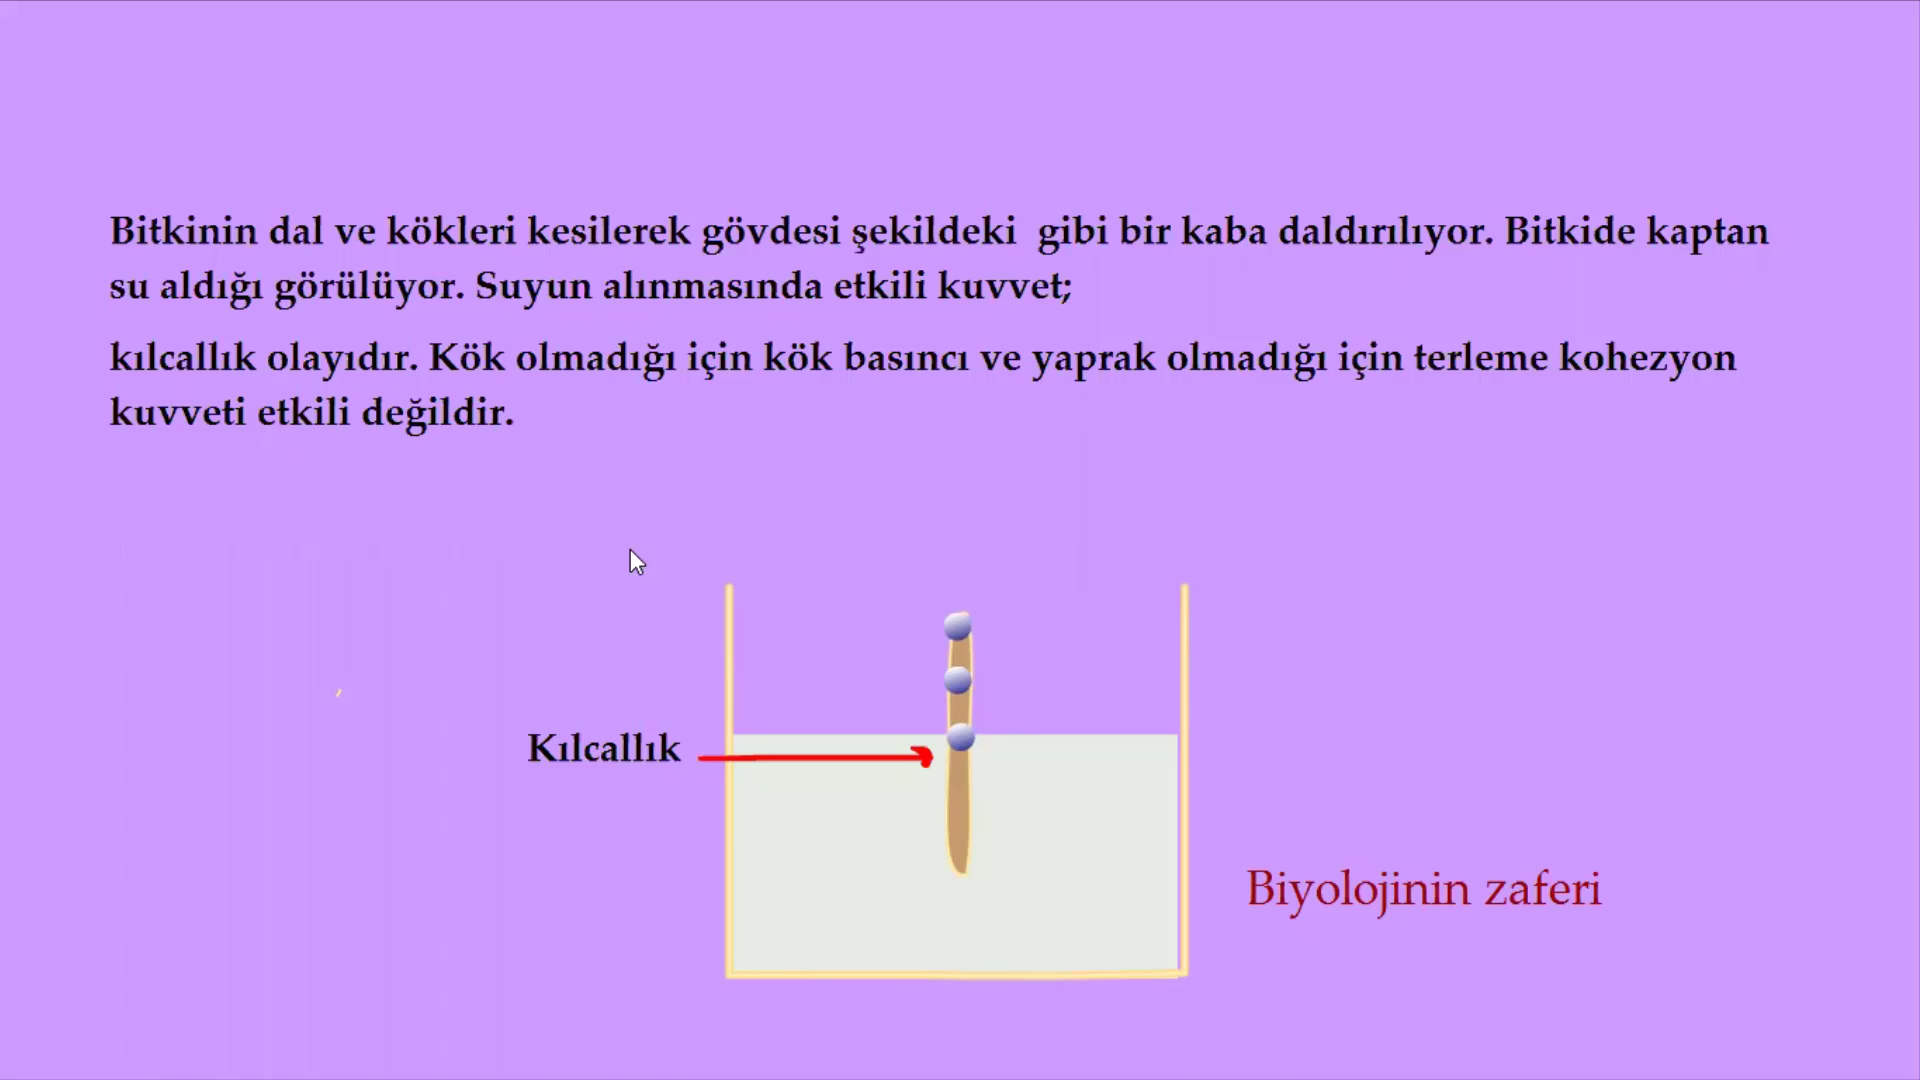 Bitkinin dal ve kökleri kesilerek gövdesi şekildeki gibi bir kaba daldırılıyor. Bitkide kaptan
su aldığı görülüyor. Suyun alınmasında etkili kuvvet;
kılcallık olayıdır. Kök olmadığı için kök basıncı ve yaprak olmadığı için terleme kohezyon
kuvveti etkili değildir.
Kılcallık
Biyolojinin zaferi